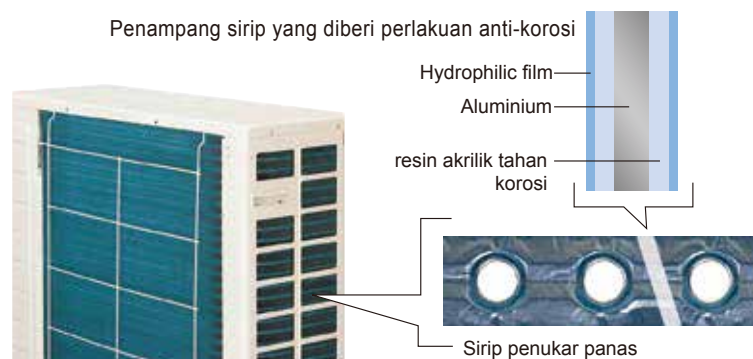 Penampang sirip yang diberi perlakuan anti-korosi
Hydrophilic film
Aluminium
resin akrilik tahan
korosi
Sirip penukar panas